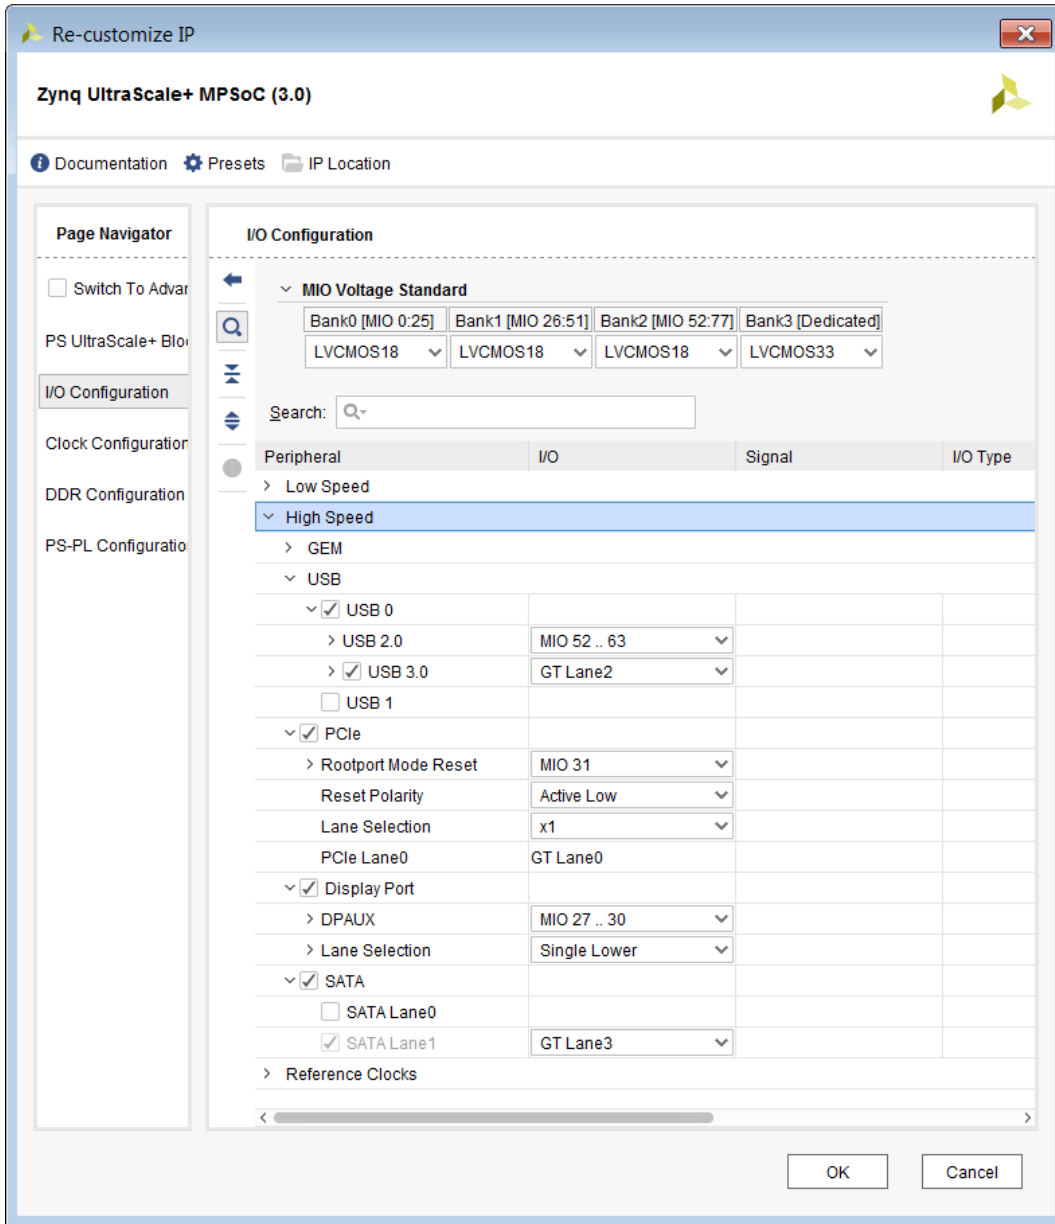 Re-customize IP
Zynq UltraScale+ MPSoC (3.0)
Documentation Presets IP Location
Page Navigator
Switch To Advar
PS UltraScale+ Blo
I/O Configuration
Clock Configuration
DDR Configuration
PS-PL Configuratio
I/O Configuration
MIO Voltage Standard
Bank0 [MIO 0:25] Bank1 [MIO 26:51] Bank2 [MIO 52:77] Bank3 [Dedicated]
LVCMOS18 LVCMOS18 LVCMOS18 LVCMOS33
Search:
Peripheral I/O Signal I/O Type
Low Speed
High Speed
GEM
USB
USB 0
USB 2.0 MIO 52 .. 63
USB 3.0 GT Lane2
USB 1
PCIe
Rootport Mode Reset MIO 31
Reset Polarity Active Low
Lane Selection x1
PCIe Lane0 GT Lane0
Display Port
DPAUX MIO 27 .. 30
Lane Selection Single Lower
SATA
SATA Lane0
SATA Lane1 GT Lane3
Reference Clocks
OK Cancel